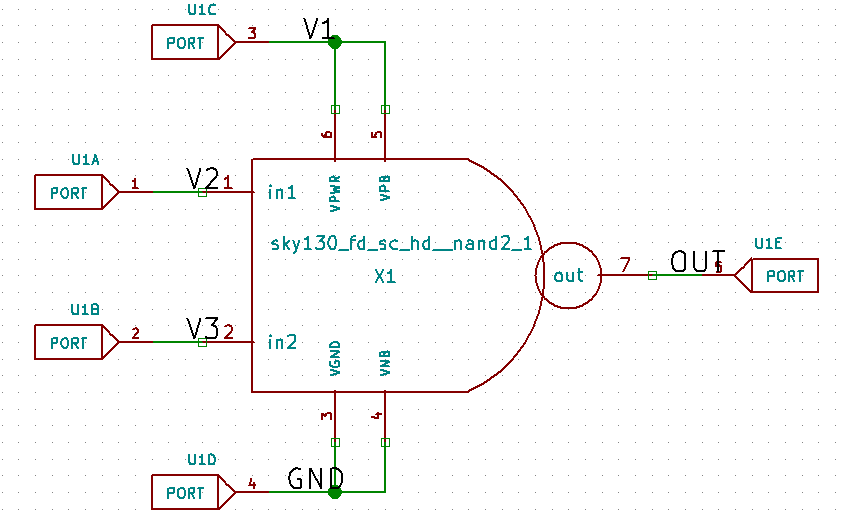 U1C
PORT
3
V1
6
5
U1A
PORT
1
V2
1
in1
VPWR
VPB
sky130_fd_sc_hd__nand2_1
X1
out
7
OUT
U1E
PORT
U1B
PORT
2
V3
2
in2
VGND
VNB
3
4
U1D
PORT
4
GND